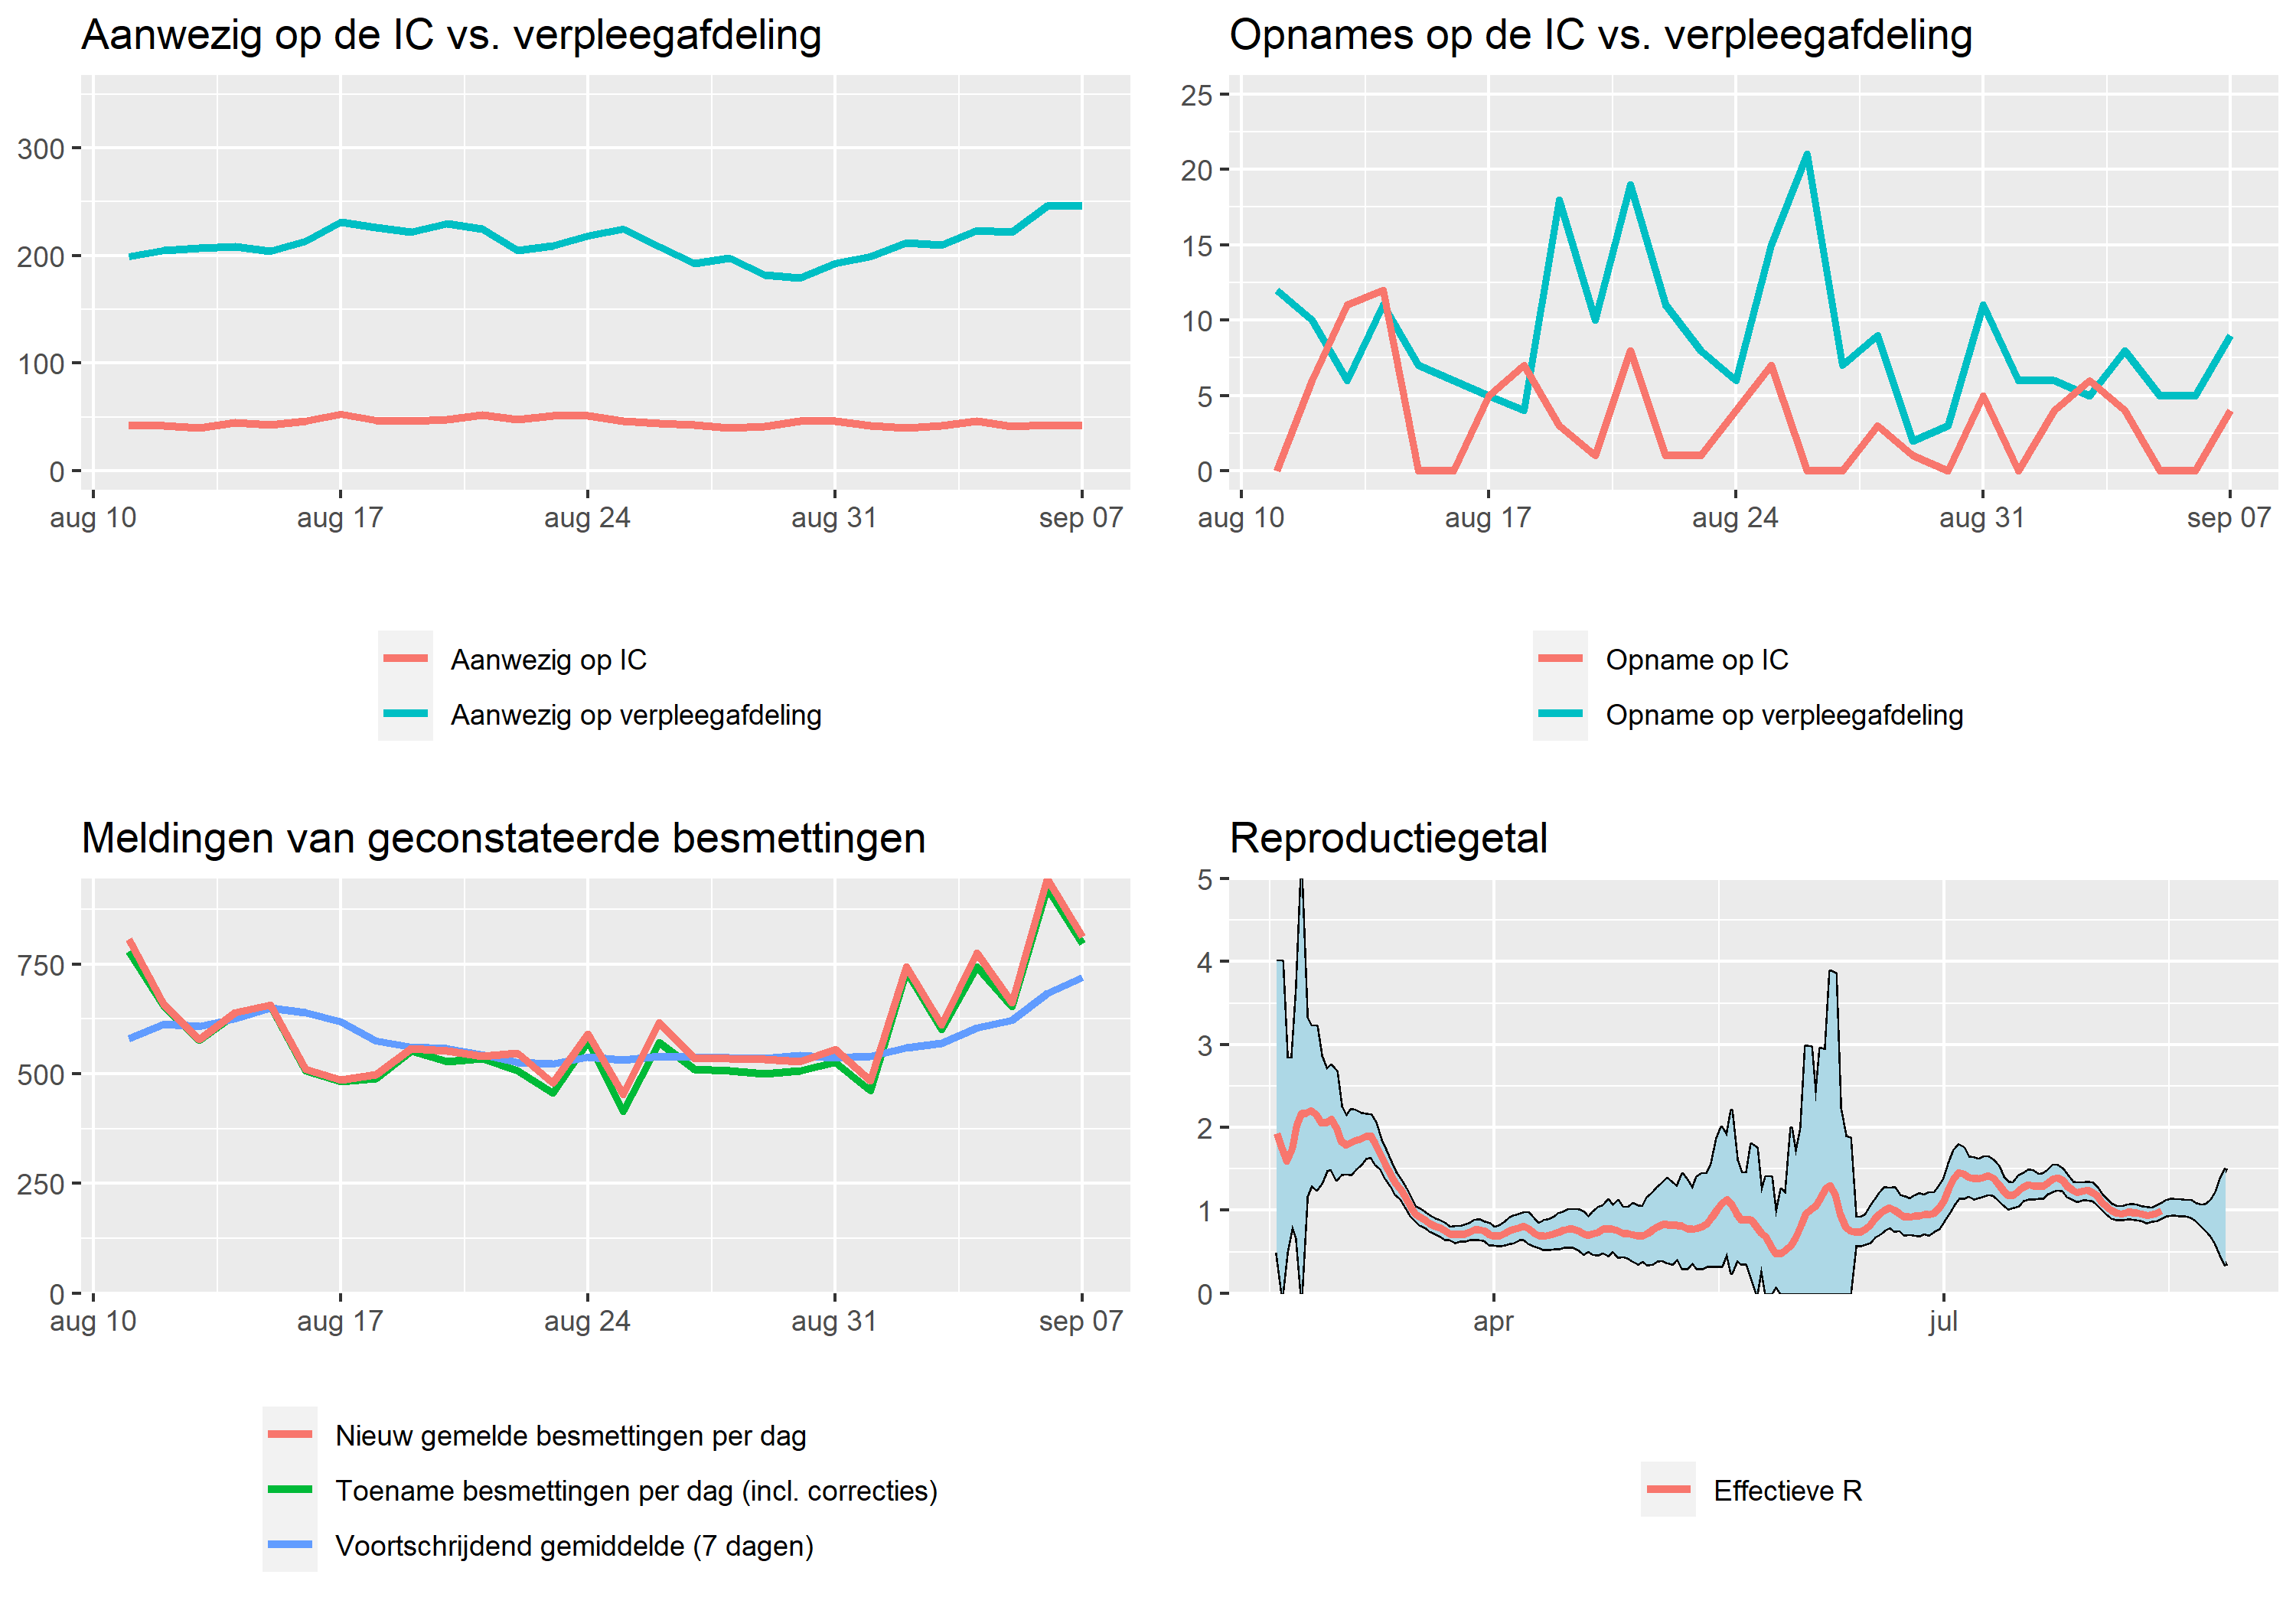 Aanwezig op de IC vs. verpleegafdeling
300
200
100
0
aug 10 aug 17 aug 24 aug 31 sep 07
Aanwezig op IC
Aanwezig op verpleegafdeling
Opnames op de IC vs. verpleegafdeling
25
20
15
10
5
0
aug 10 aug 17 aug 24 aug 31 sep 07
Opname op IC
Opname op verpleegafdeling
Meldingen van geconstateerde besmettingen
750
500
250
0
aug 10 aug 17 aug 24 aug 31 sep 07
Nieuw gemelde besmettingen per dag
Toename besmettingen per dag (incl. correcties)
Voortschrijdend gemiddelde (7 dagen)
Reproductiegetal
5
4
3
2
1
0
apr jul
Effectieve R